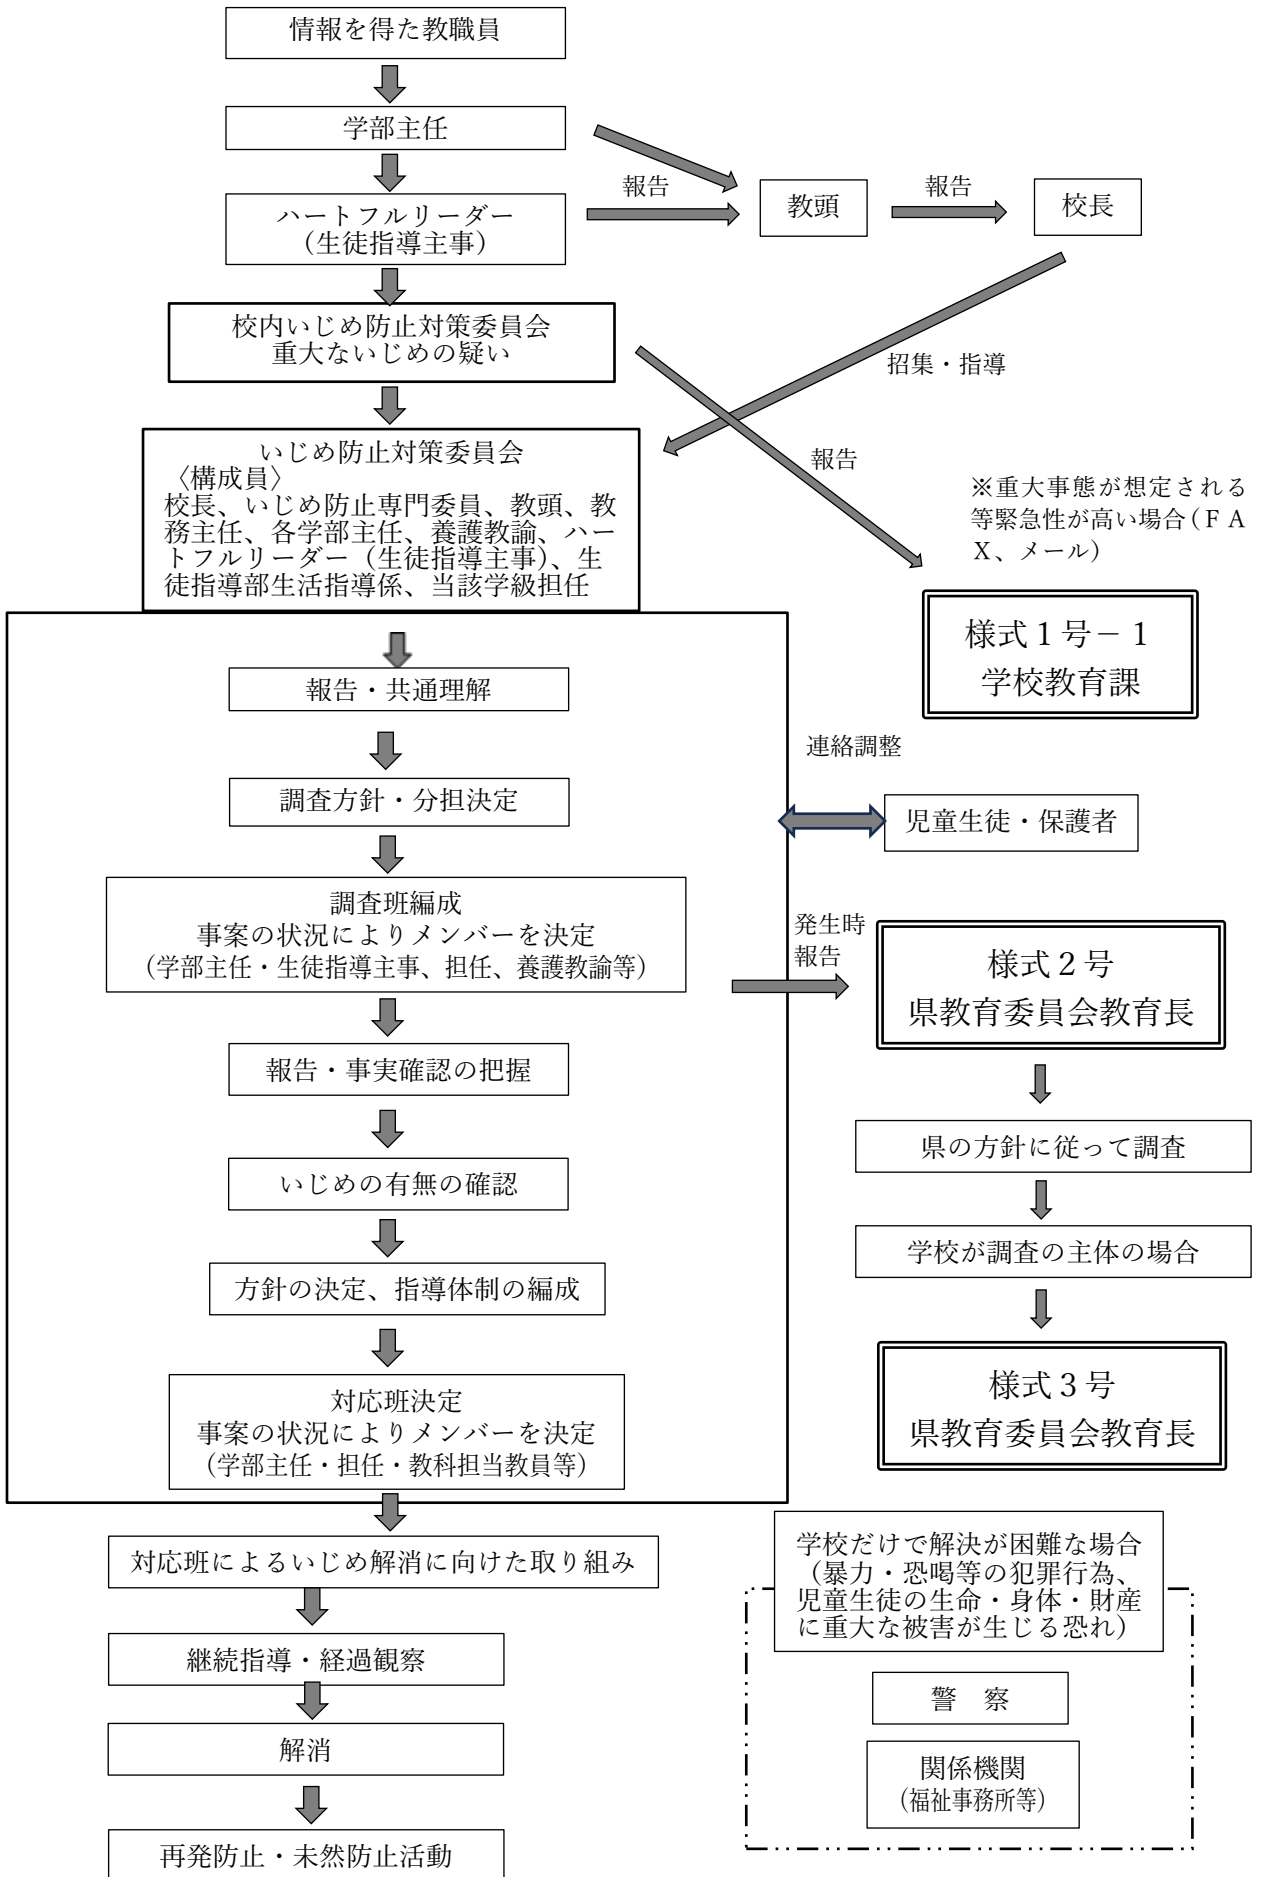 情報を得た教職員
学部主任
ハートフルリーダー
（生徒指導主事）
報告
教頭
報告
校長
校内いじめ防止対策委員会
重大ないじめの疑い
招集・指導
いじめ防止対策委員会
〈構成員〉
校長、いじめ防止専門委員、教頭、教
務主任、各学部主任、養護教諭、ハー
トフルリーダー（生徒指導主事）、生
徒指導部生活指導係、当該学級担任
報告
※重大事態が想定される
等緊急性が高い場合（ＦＡ
Ｘ、メール）
様式１号－１
学校教育課
報告・共通理解
調査方針・分担決定
連絡調整
児童生徒・保護者
調査班編成
事案の状況によりメンバーを決定
（学部主任・生徒指導主事、担任、養護教諭等）
発生時
報告
様式２号
県教育委員会教育長
報告・事実確認の把握
県の方針に従って調査
いじめの有無の確認
学校が調査の主体の場合
方針の決定、指導体制の編成
様式３号
県教育委員会教育長
対応班決定
事案の状況によりメンバーを決定
（学部主任・担任・教科担当教員等）
対応班によるいじめ解消に向けた取り組み
継続指導・経過観察
解消
再発防止・未然防止活動
学校だけで解決が困難な場合
（暴力・恐喝等の犯罪行為、
児童生徒の生命・身体・財産
に重大な被害が生じる恐れ）
警　察
関係機関
（福祉事務所等）